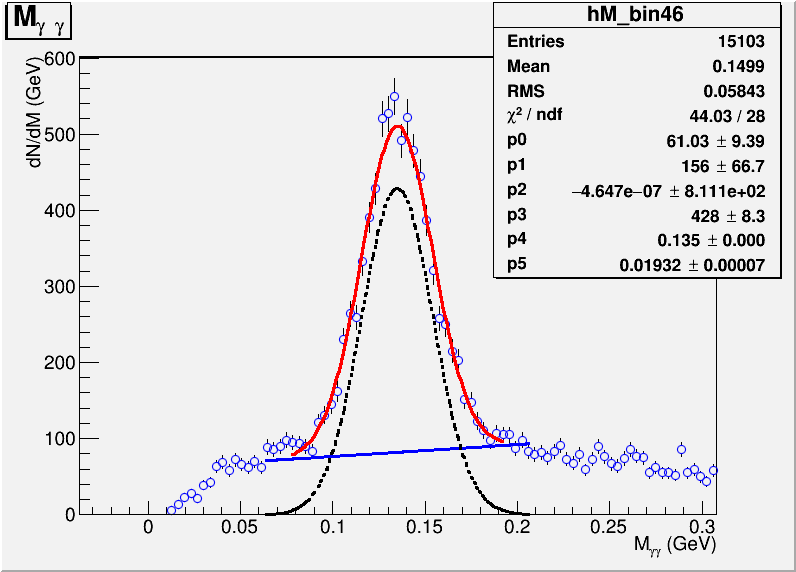 M_γ γ
hM_bin46
Entries 15103
Mean 0.1499
RMS 0.05843
χ² / ndf 44.03 / 28
p0 61.03 ± 9.39
p1 156 ± 66.7
p2 −4.647e−07 ± 8.111e+02
p3 428 ± 8.3
p4 0.135 ± 0.000
p5 0.01932 ± 0.00007
dN/dM (GeV)
600
500
400
300
200
100
0
0 0.05 0.1 0.15 0.2 0.25 0.3
M_γγ (GeV)